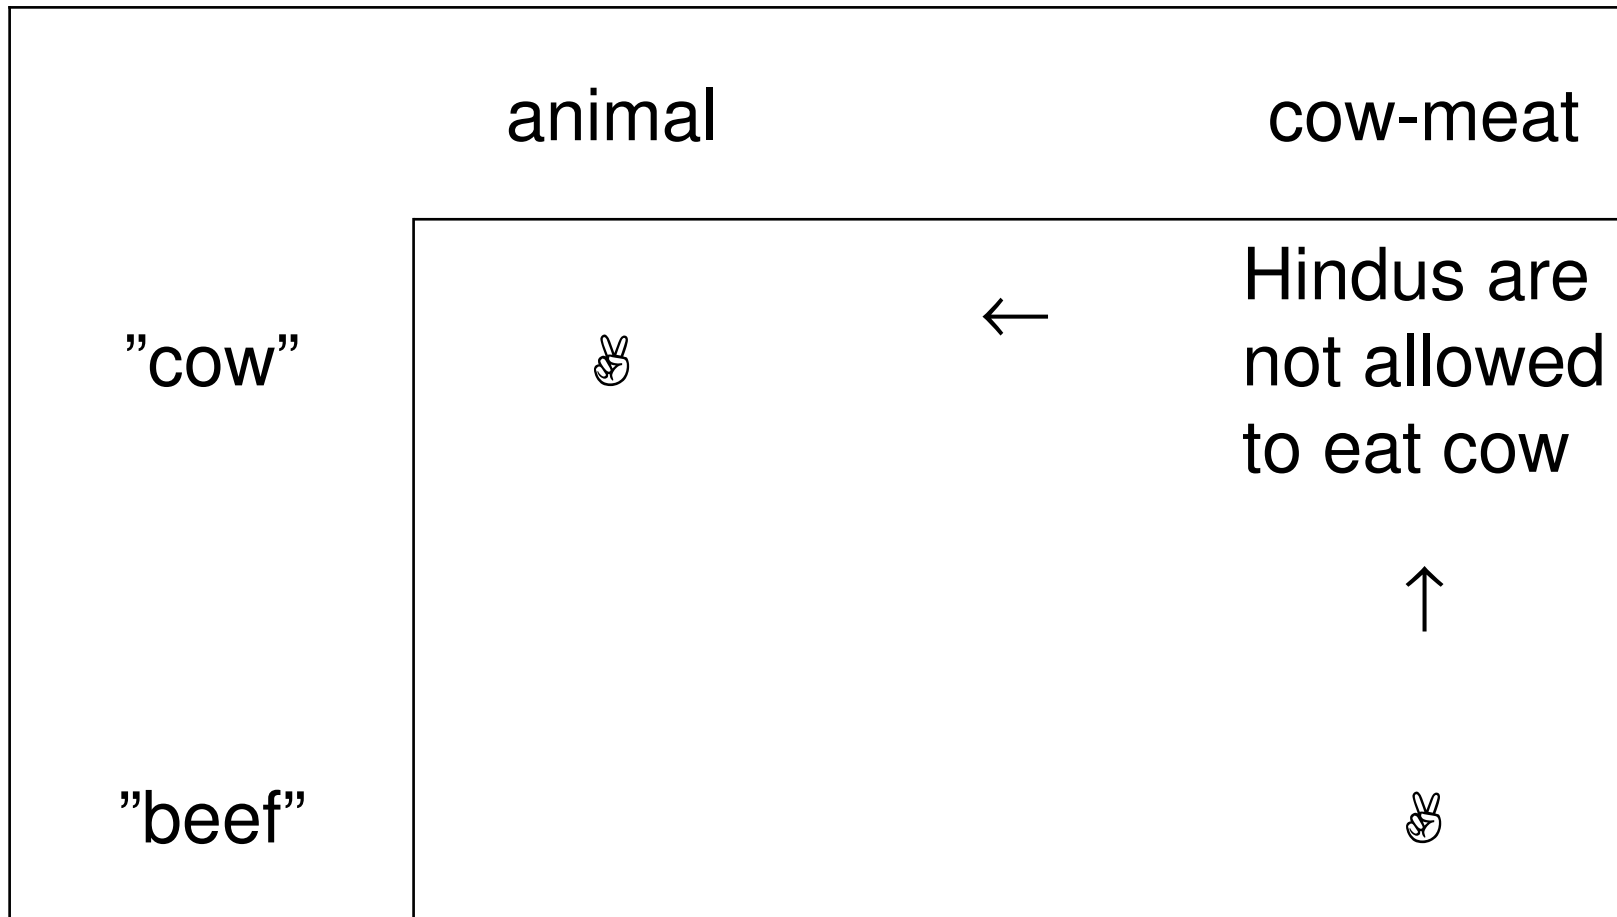 animal cow-meat
”cow” ✌ ← Hindus are
not allowed
to eat cow
↑
”beef” ✌